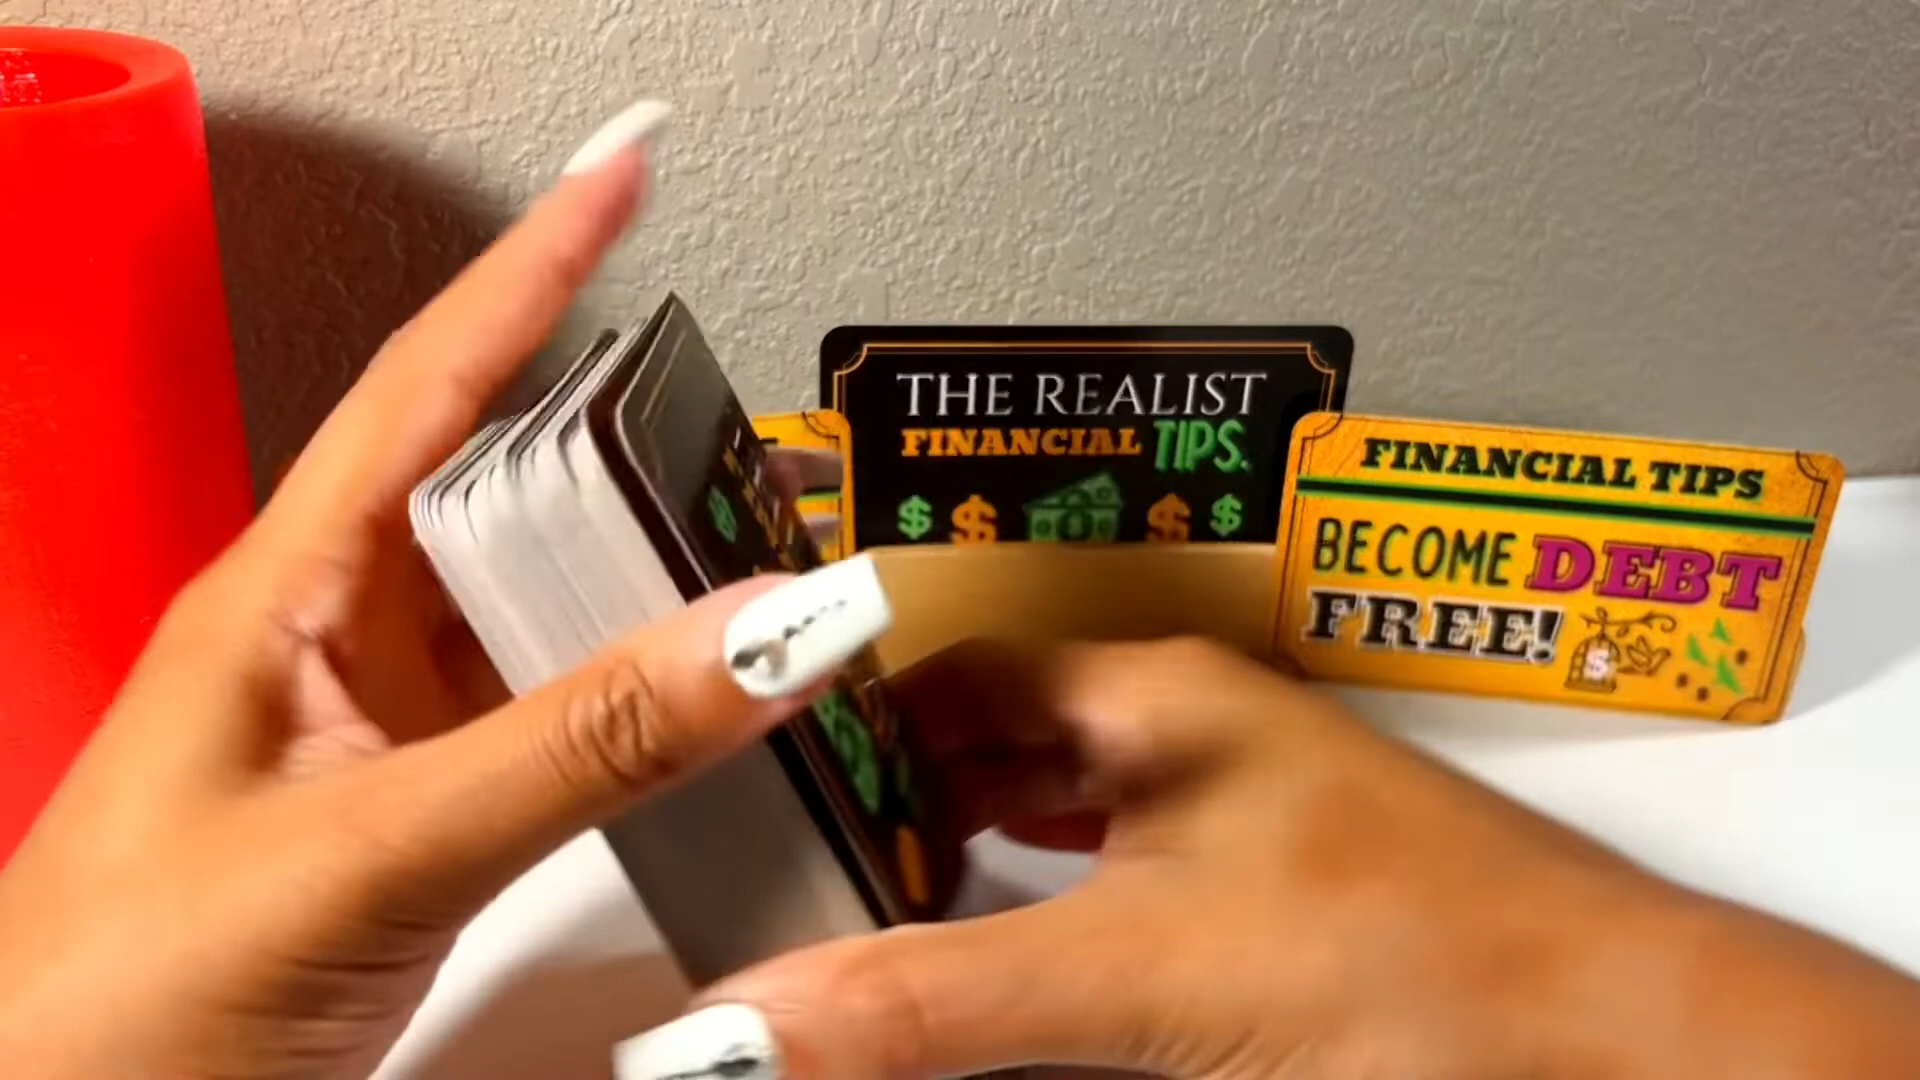 THE REALIST
FINANCIAL TIPS.
$ $ $ $
FINANCIAL TIPS
BECOME DEBT
FREE!
$